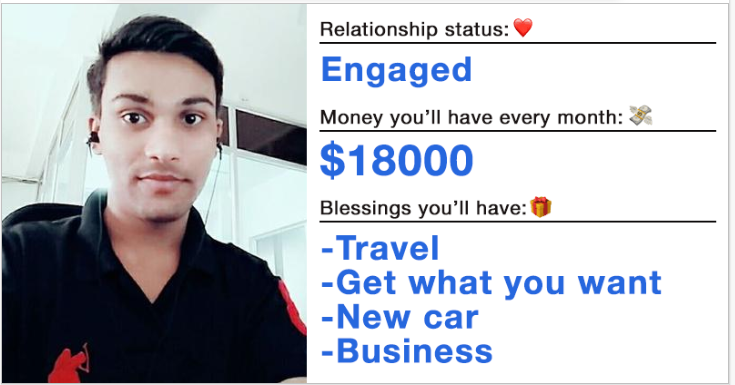 Relationship status: ❤️
Engaged
Money you'll have every month: 💸
$18000
Blessings you'll have: 🎁
-Travel
-Get what you want
-New car
-Business